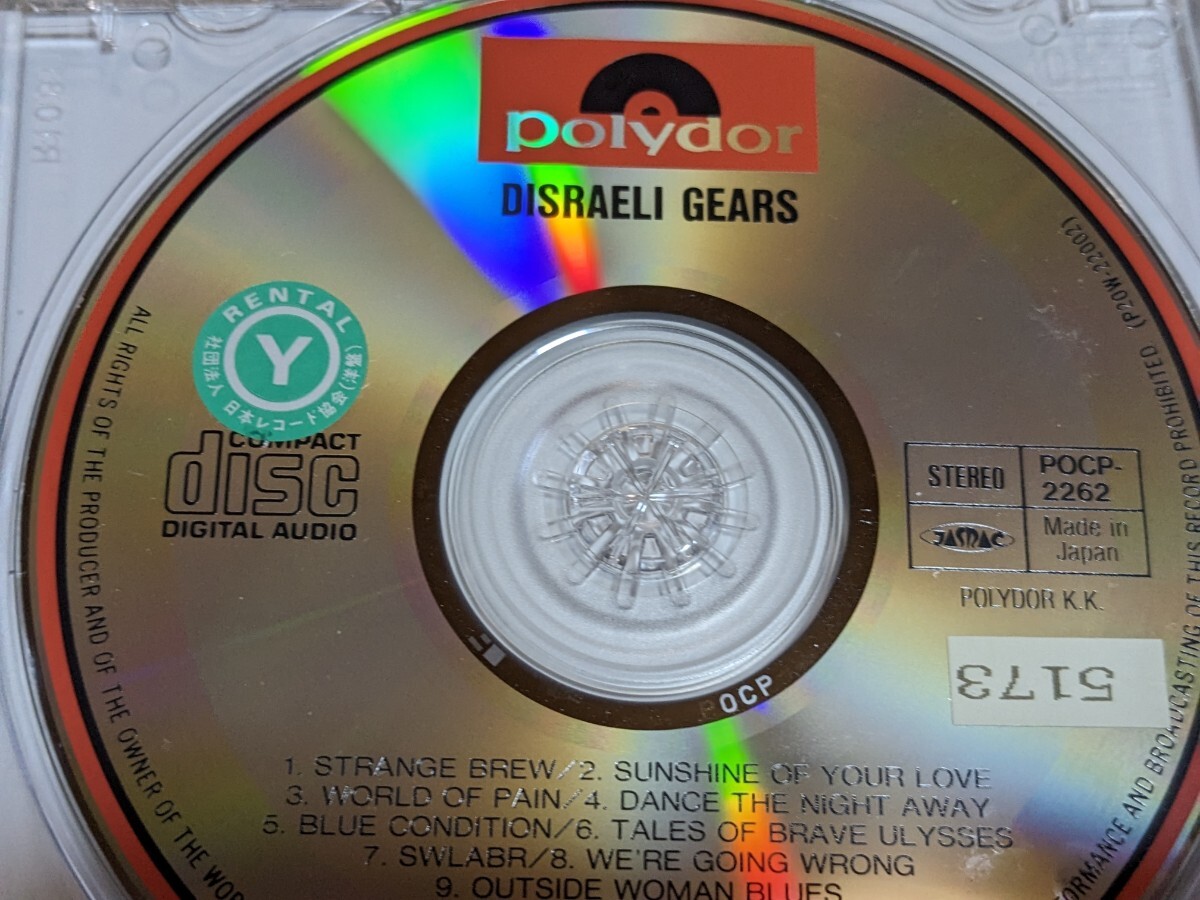 polydor
DISRAELI GEARS
RENTAL
Y
社団法人 日本レコード協会(洋盤)
COMPACT
disc
DIGITAL AUDIO
STEREO
POCP-
2262
JASRAC
Made in
Japan
POLYDOR K.K.
5173
POCP
1. STRANGE BREW/2. SUNSHINE OF YOUR LOVE
3. WORLD OF PAIN/4. DANCE THE NIGHT AWAY
5. BLUE CONDITION/6. TALES OF BRAVE ULYSSES
7. SWLABR/8. WE'RE GOING WRONG
9. OUTSIDE WOMAN BLUES
ALL RIGHTS OF THE PRODUCER AND OF THE OWNER OF THE
AND BROADCASTING OF THIS RECORD PROHIBITED (P20W-22002)